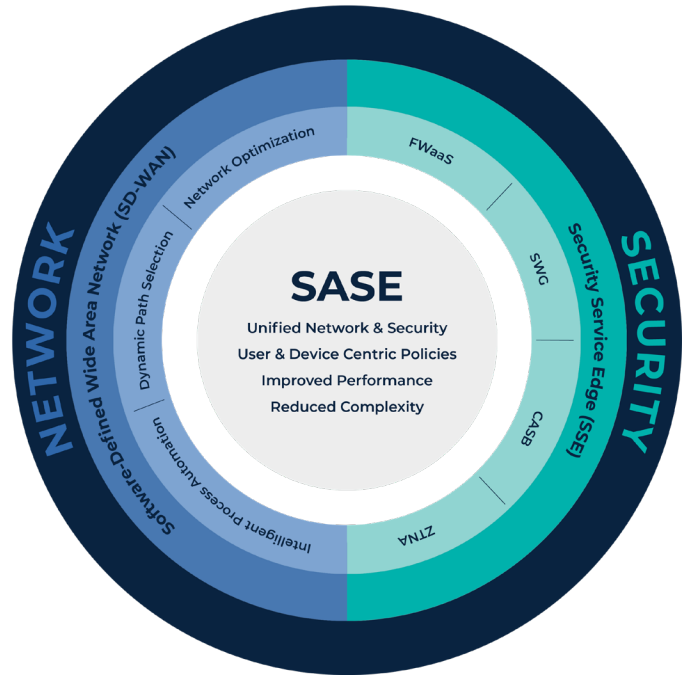 NETWORK
Software-Defined Wide Area Network (SD-WAN)
Network Optimization
Dynamic Path Selection
Intelligent Process Automation
SASE
Unified Network & Security
User & Device Centric Policies
Improved Performance
Reduced Complexity
FWaaS
SWG
CASB
ZTNA
Security Service Edge (SSE)
SECURITY